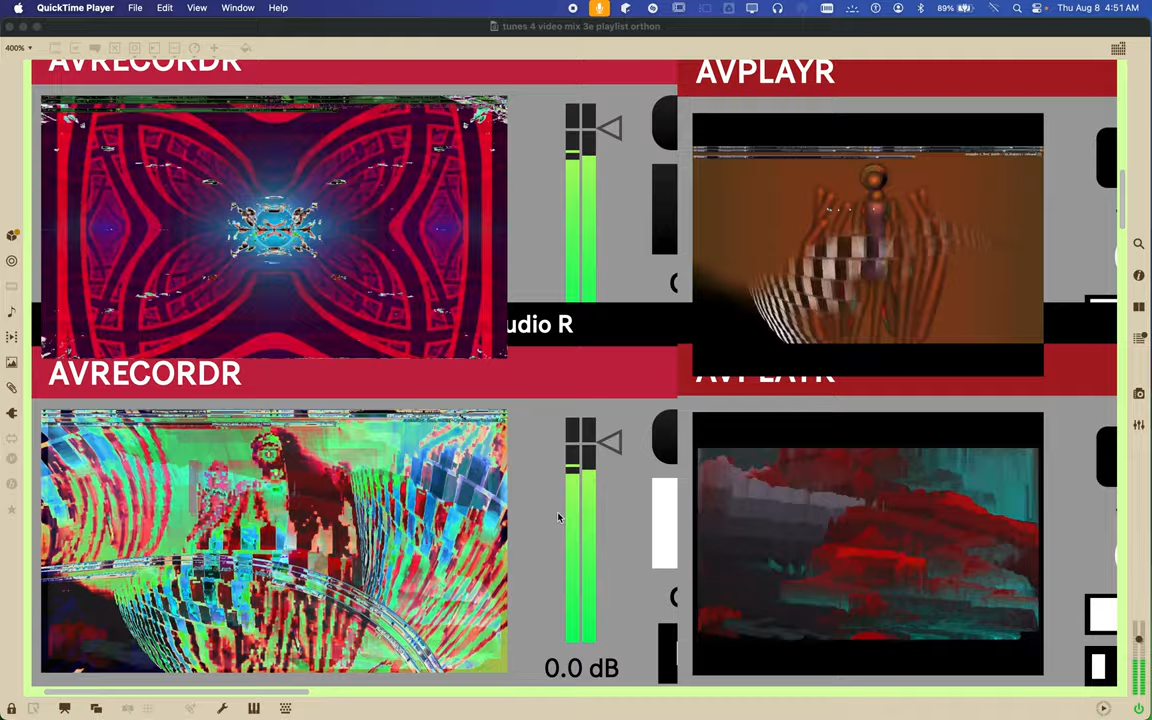 QuickTime Player File Edit View Window Help
89% Thu Aug 8 4:51 AM
tunes 4 video mix 3e playlist orthon
400%
AVRECORDR
AVPLAYR
udio R
AVRECORDR
AVPLAYR
0.0 dB